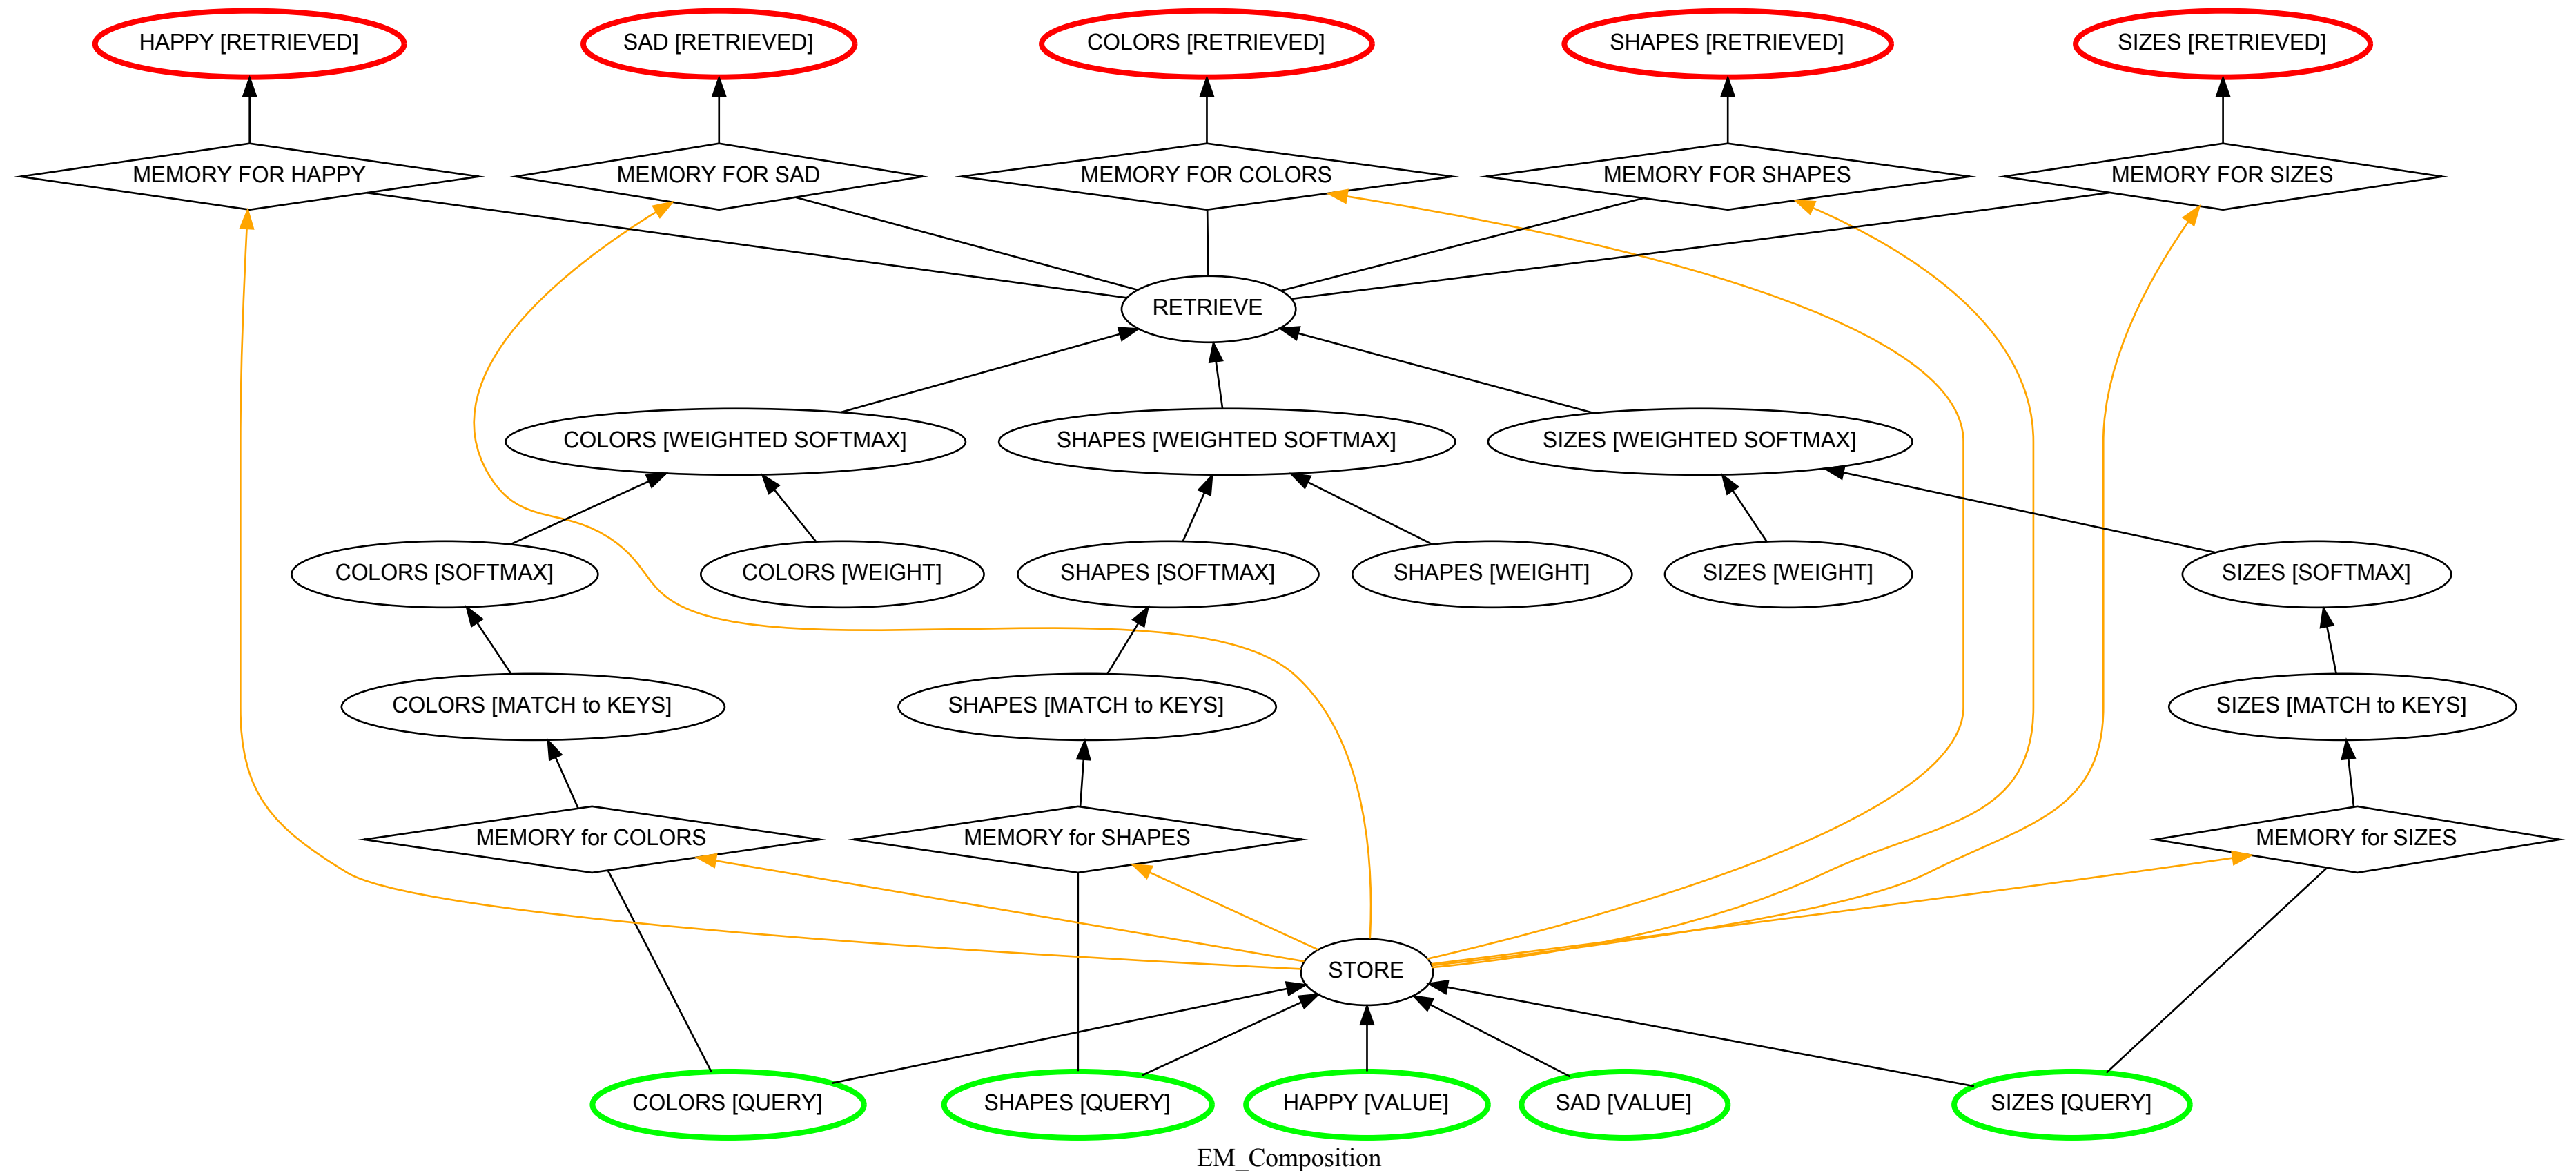 HAPPY [RETRIEVED]
SAD [RETRIEVED]
COLORS [RETRIEVED]
SHAPES [RETRIEVED]
SIZES [RETRIEVED]
MEMORY FOR HAPPY
MEMORY FOR SAD
MEMORY FOR COLORS
MEMORY FOR SHAPES
MEMORY FOR SIZES
RETRIEVE
COLORS [WEIGHTED SOFTMAX]
SHAPES [WEIGHTED SOFTMAX]
SIZES [WEIGHTED SOFTMAX]
COLORS [SOFTMAX]
COLORS [WEIGHT]
SHAPES [SOFTMAX]
SHAPES [WEIGHT]
SIZES [WEIGHT]
SIZES [SOFTMAX]
COLORS [MATCH to KEYS]
SHAPES [MATCH to KEYS]
SIZES [MATCH to KEYS]
MEMORY for COLORS
MEMORY for SHAPES
MEMORY for SIZES
STORE
COLORS [QUERY]
SHAPES [QUERY]
HAPPY [VALUE]
SAD [VALUE]
SIZES [QUERY]
EM_Composition